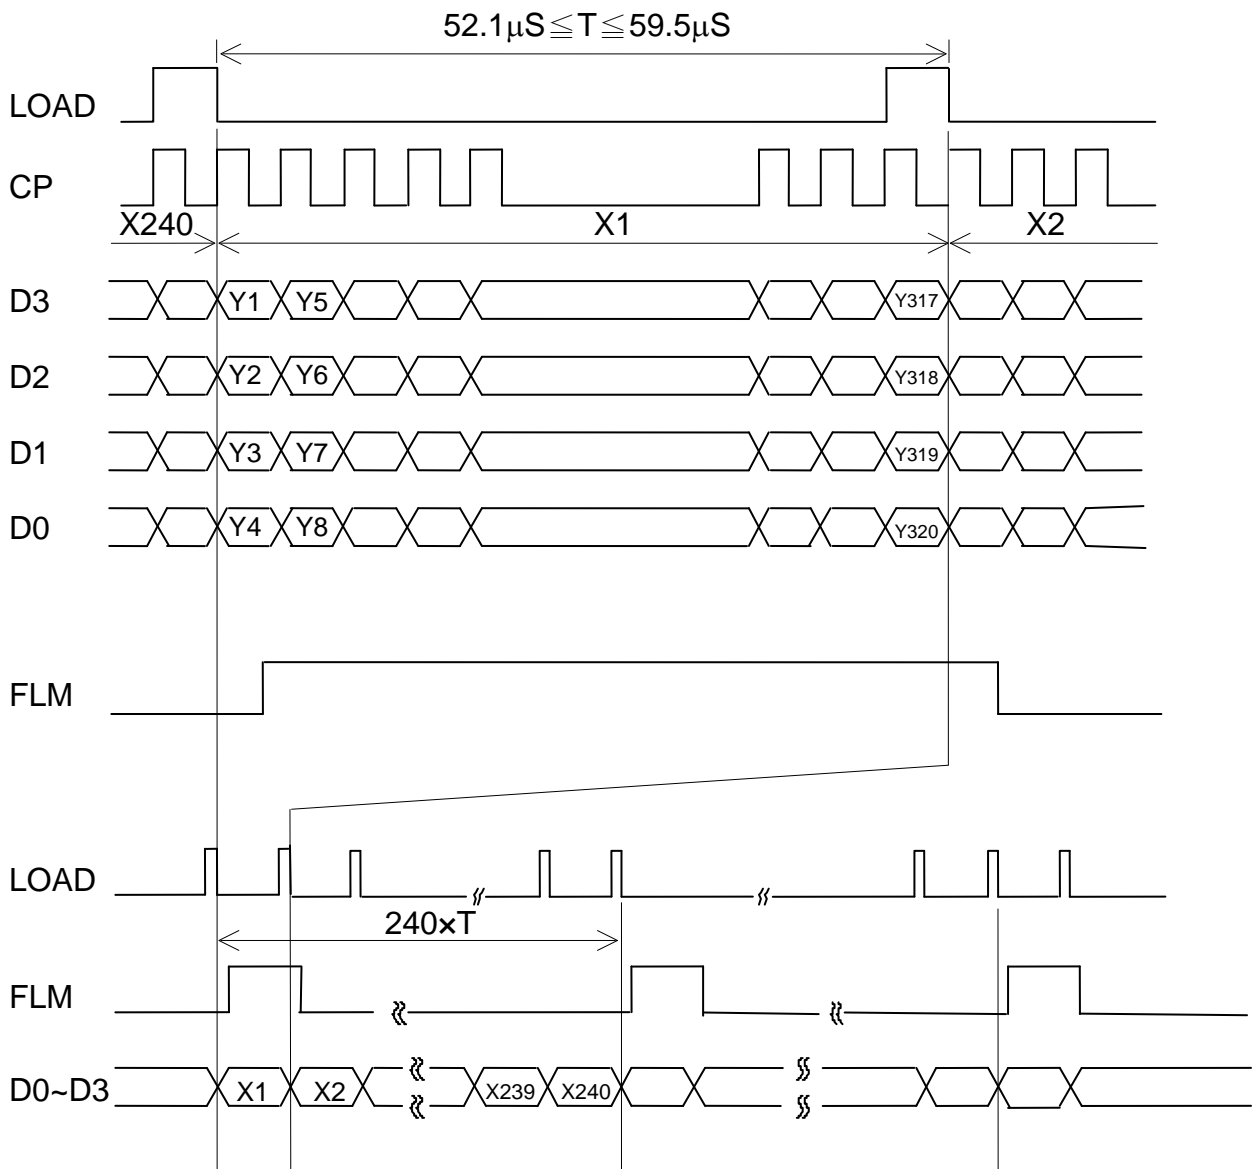 52.1µS≦T≦59.5µS
LOAD
CP
X240 X1 X2
D3 Y1 Y5 Y317
D2 Y2 Y6 Y318
D1 Y3 Y7 Y319
D0 Y4 Y8 Y320
FLM
LOAD
240×T
FLM
D0~D3 X1 X2 X239 X240